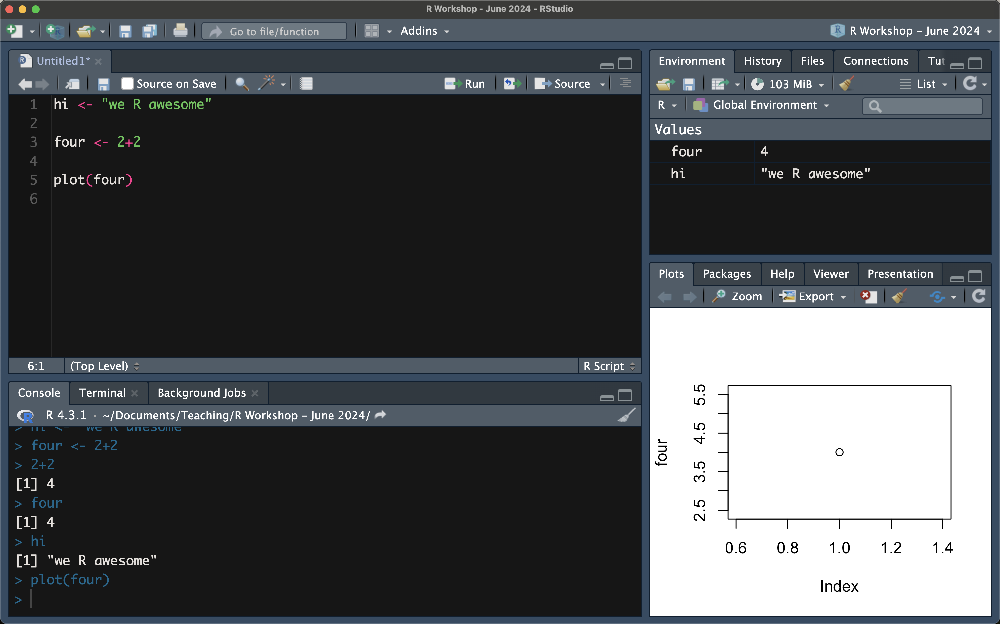 R Workshop - June 2024 - RStudio
Go to file/function
Addins
R Workshop – June 2024
Untitled1*
Source on Save
Run
Source
1 hi <- "we R awesome"
2
3 four <- 2+2
4
5 plot(four)
6
6:1 (Top Level) R Script
Console Terminal Background Jobs
R 4.3.1 · ~/Documents/Teaching/R Workshop – June 2024/
> hi <- "we R awesome"
> four <- 2+2
> 2+2
[1] 4
> four
[1] 4
> hi
[1] "we R awesome"
> plot(four)
>
Environment History Files Connections Tut
103 MiB List
R Global Environment
Values
four 4
hi "we R awesome"
Plots Packages Help Viewer Presentation
Zoom Export
four
5.5
4.5
3.5
2.5
0.6 0.8 1.0 1.2 1.4
Index